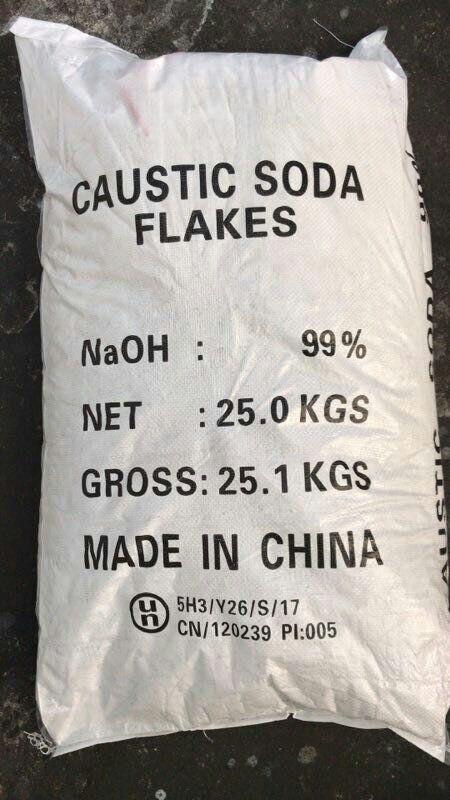 CAUSTIC SODA
FLAKES
NaOH : 99%
NET : 25.0 KGS
GROSS: 25.1 KGS
MADE IN CHINA
un
5H3/Y26/S/17
CN/120239 PI:005